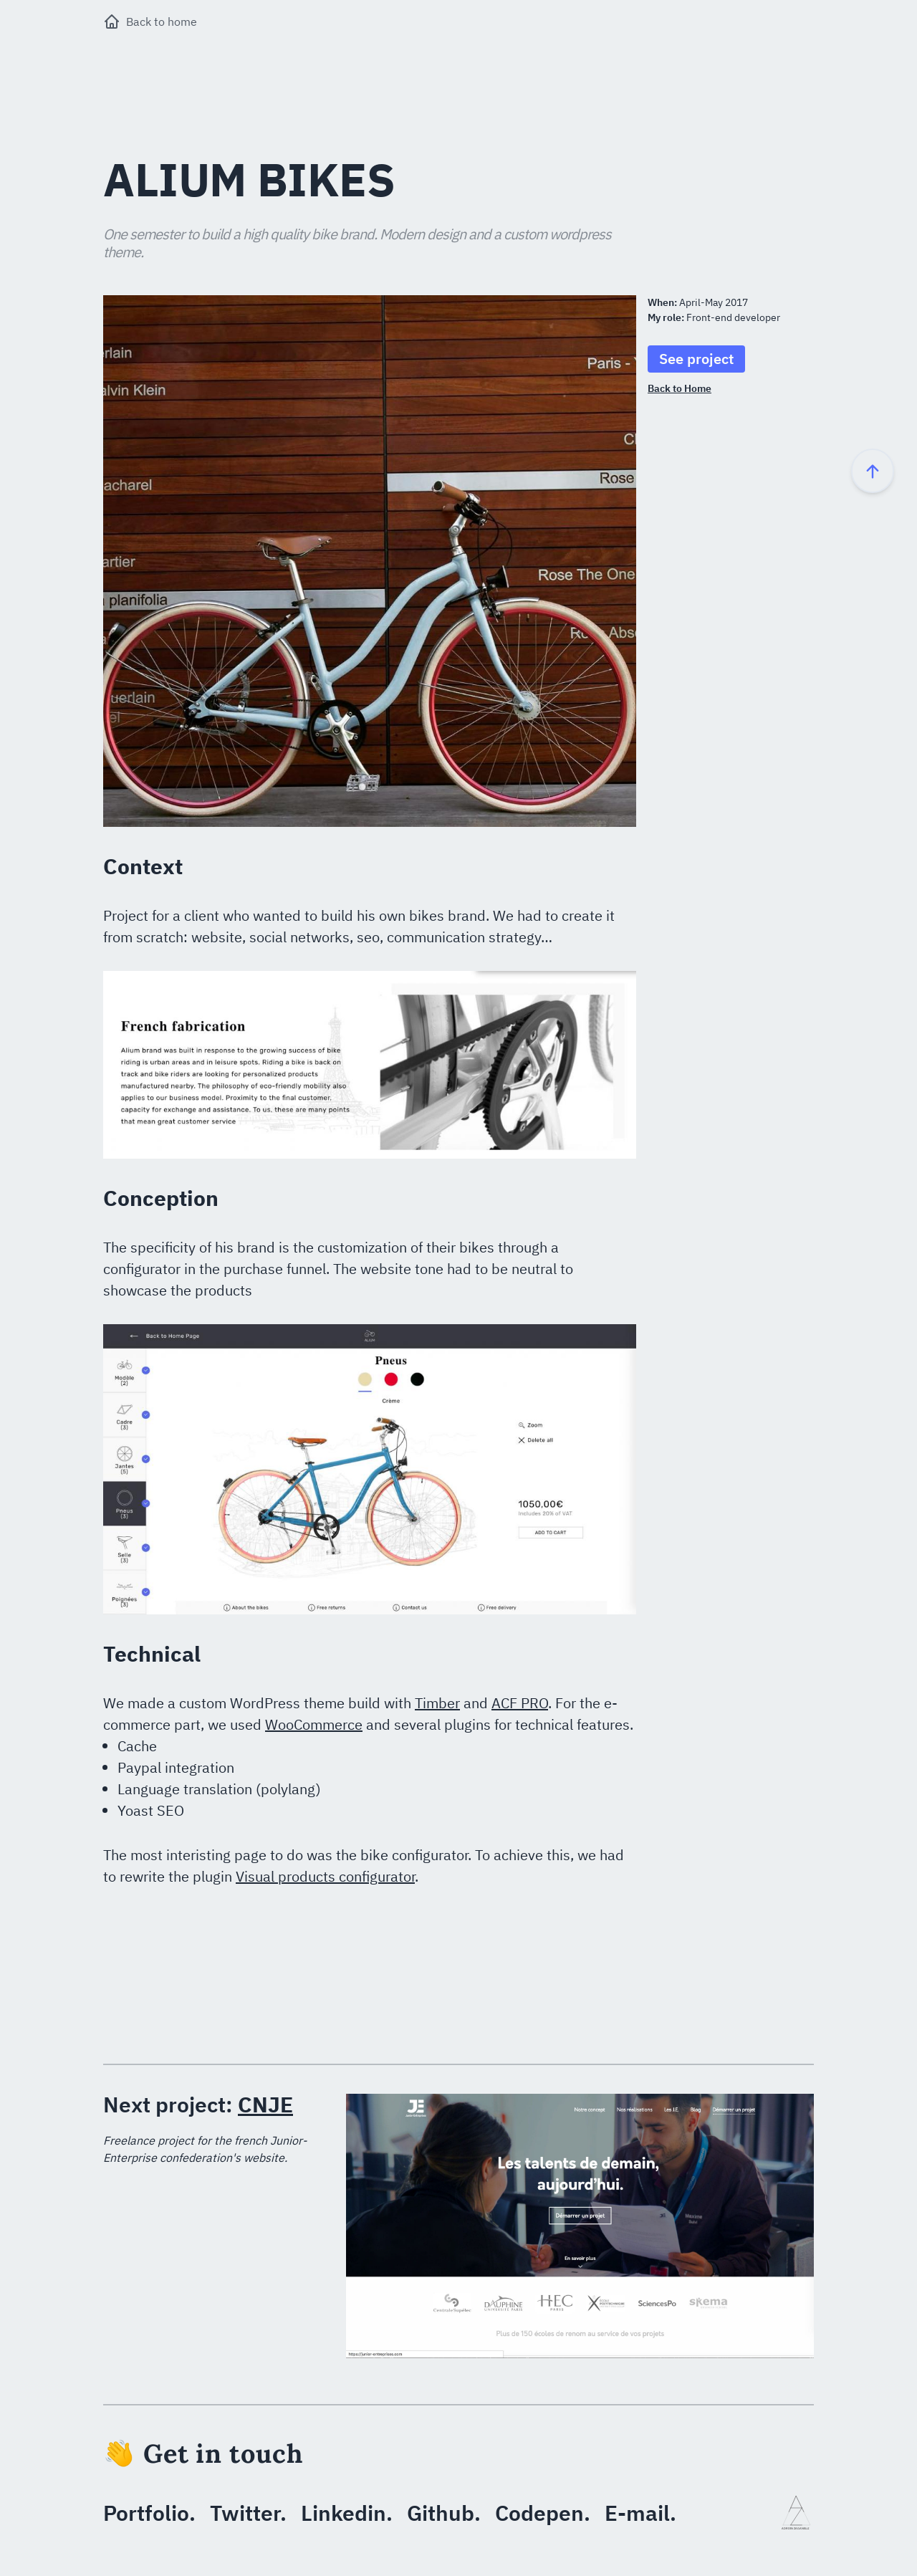 Back to home
ALIUM BIKES
One semester to build a high quality bike brand. Modern design and a custom wordpress
theme.
When: April-May 2017
My role: Front-end developer
See project
Back to Home
erlain
Paris -
alvin Klein
acharel
Rose
artier
Rose The One
planifolia
uerlain
Context
Project for a client who wanted to build his own bikes brand. We had to create it
from scratch: website, social networks, seo, communication strategy...
French fabrication
Alium brand was built in response to the growing success of bike
riding is urban areas and in leisure spots. Riding a bike is back on
track and bike riders are looking for personalized products
manufactured nearby. The philosophy of eco-friendly mobility also
applies to our business model. Proximity to the final customer,
capacity for exchange and assistance. To us, these are many points
that mean great customer service
Conception
The specificity of his brand is the customization of their bikes through a
configurator in the purchase funnel. The website tone had to be neutral to
showcase the products
Back to Home Page
Pneus
Crème
Modèle
(2)
Cadre
(3)
Jantes
(5)
Pneus
(3)
Selle
(3)
Poignées
(3)
Zoom
Delete all
1050.00€
Includes 20% of VAT
ADD TO CART
About the bikes
Free returns
Contact us
Free delivery
Technical
We made a custom WordPress theme build with Timber and ACF PRO. For the e-
commerce part, we used WooCommerce and several plugins for technical features.
Cache
Paypal integration
Language translation (polylang)
Yoast SEO
The most interisting page to do was the bike configurator. To achieve this, we had
to rewrite the plugin Visual products configurator.
Next project: CNJE
Freelance project for the french Junior-
Enterprise confederation's website.
JE
Notre concept
Nos réalisations
Les J.E.
Blog
Démarrer un projet
Les talents de demain,
aujourd'hui.
Démarrer un projet
En savoir plus
CentraleSupélec
DAUPHINE
HEC
PARIS
SciencesPo
skema
Plus de 150 écoles de renom au service de vos projets
👋 Get in touch
Portfolio. Twitter. Linkedin. Github. Codepen. E-mail.